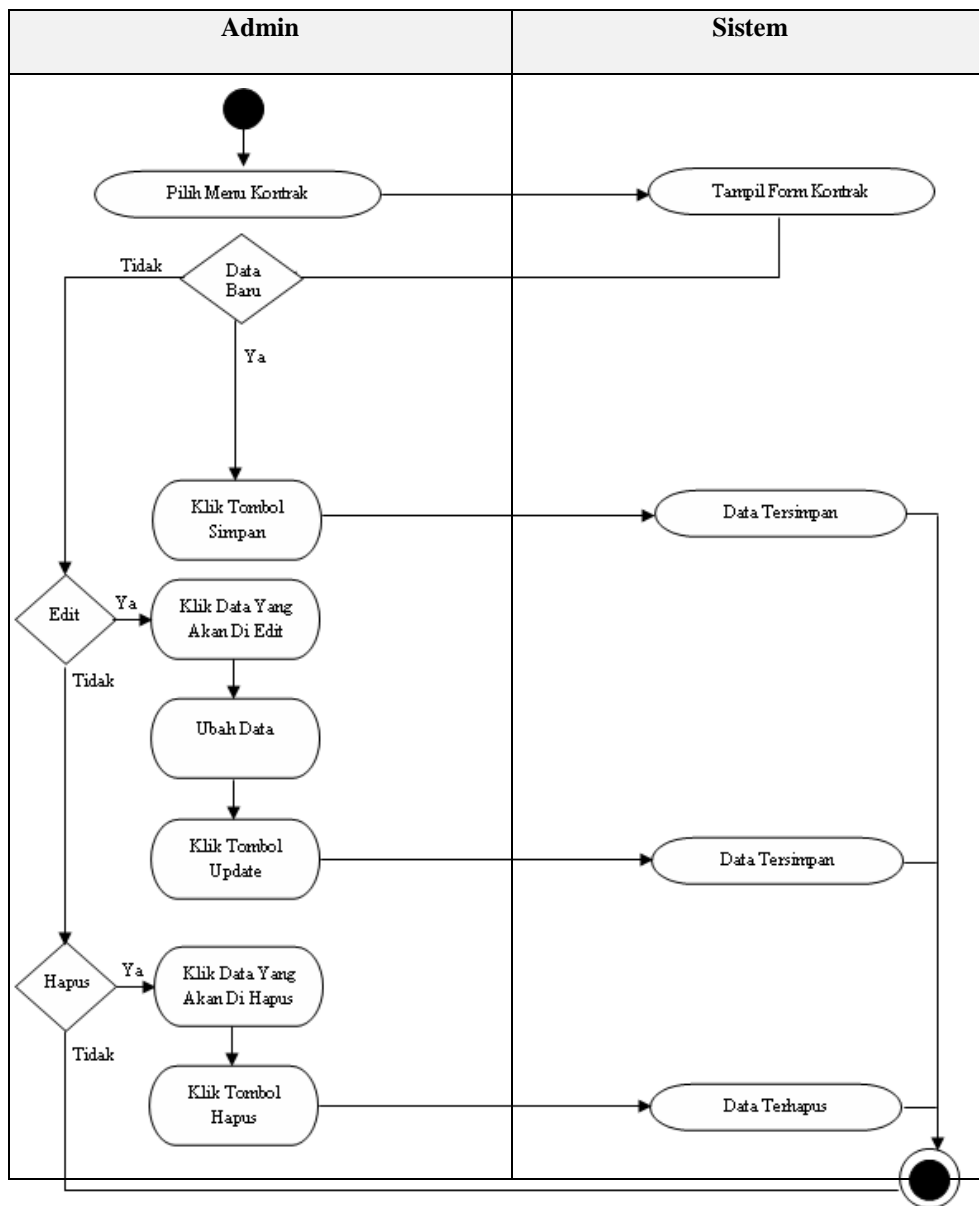 Admin
Sistem
Pilih Menu Kontrak
Tampil Form Kontrak
Tidak
Data
Baru
Ya
Klik Tombol
Simpan
Data Tersimpan
Edit
Ya
Klik Data Yang
Akan Di Edit
Tidak
Ubah Data
Klik Tombol
Update
Data Tersimpan
Hapus
Ya
Klik Data Yang
Akan Di Hapus
Tidak
Klik Tombol
Hapus
Data Terhapus